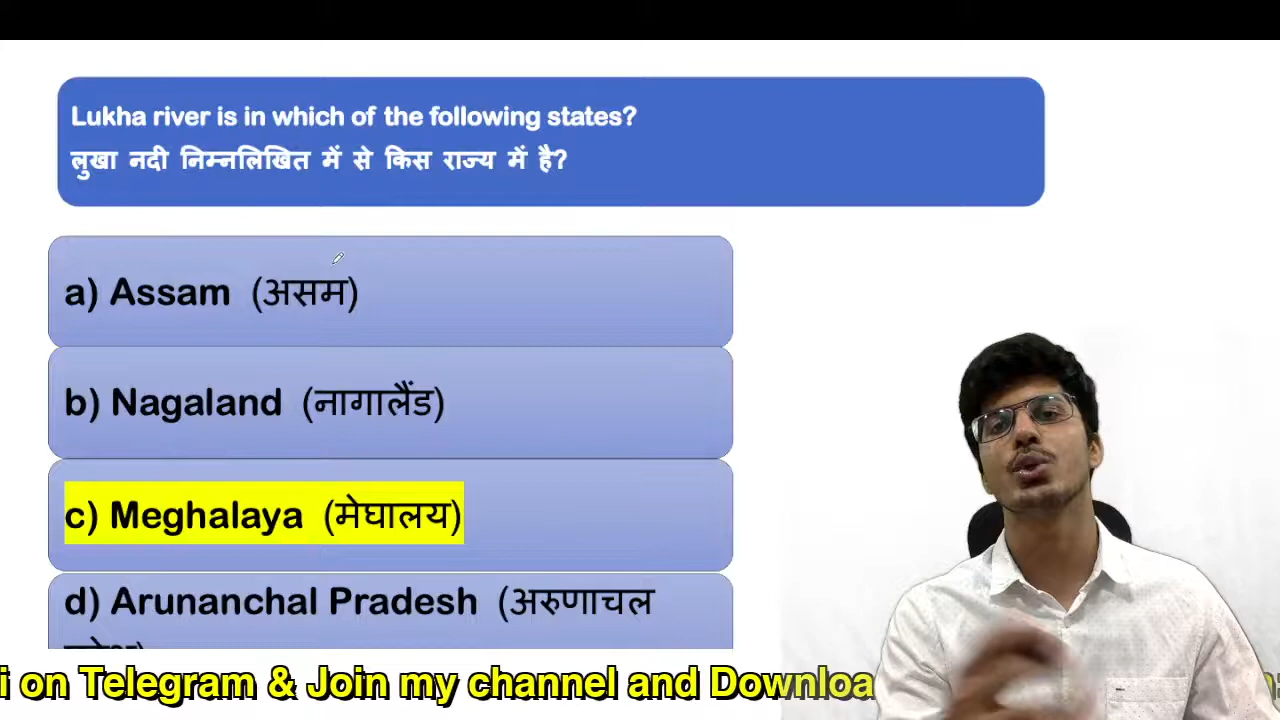 Lukha river is in which of the following states?
लुखा नदी निम्नलिखित में से किस राज्य में है?
a) Assam (असम)
b) Nagaland (नागालैंड)
c) Meghalaya (मेघालय)
d) Arunanchal Pradesh (अरुणाचल
i on Telegram & Join my channel and Downloa